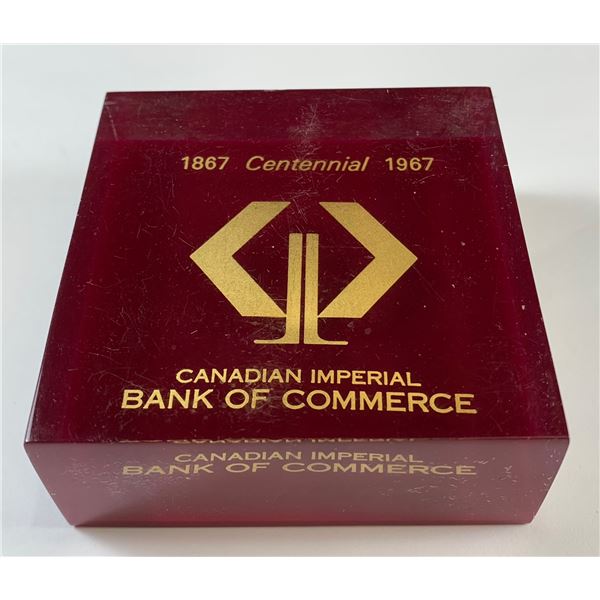 1867 Centennial 1967
CANADIAN IMPERIAL
BANK OF COMMERCE
CANADIAN IMPERIAL
BANK OF COMMERCE